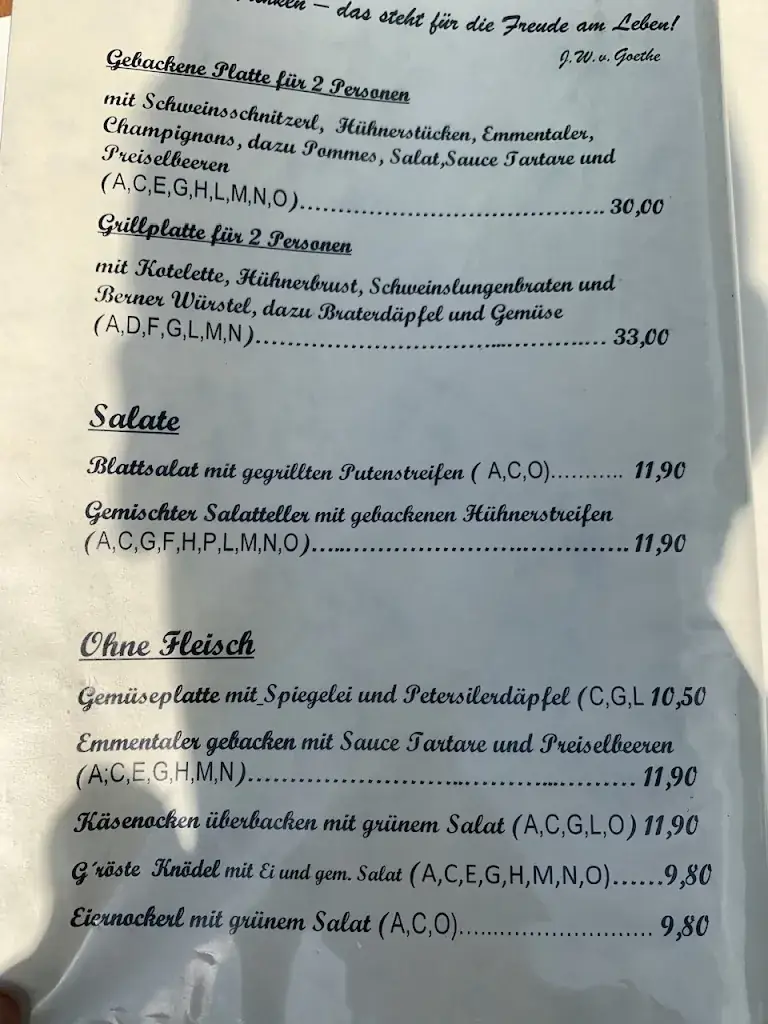 – das steht für die Freude am Leben!
J.W.v. Goethe
Gebackene Platte für 2 Personen
mit Schweinsschnitzerl, Hühnerstücken, Emmentaler,
Champignons, dazu Pommes, Salat,Sauce Tartare und
Preiselbeeren
(A,C,E,G,H,L,M,N,O)........................................... 30,00
Grillplatte für 2 Personen
mit Kotelette, Hühnerbrust, Schweinslungenbraten und
Berner Würstel, dazu Braterdäpfel und Gemüse
(A,D,F,G,L,M,N)................................................. 33,00
Salate
Blattsalat mit gegrillten Putenstreifen ( A,C,O)........... 11,90
Gemischter Salatteller mit gebackenen Hühnerstreifen
(A,C,G,F,H,P,L,M,N,O)............................................ 11,90
Ohne Fleisch
Gemüseplatte mit Spiegelei und Petersilerdäpfel (C,G,L 10,50
Emmentaler gebacken mit Sauce Tartare und Preiselbeeren
(A;C,E,G,H,M,N)..................................................... 11,90
Käsenocken überbacken mit grünem Salat (A,C,G,L,O) 11,90
G´röste Knödel mit Ei und gem. Salat (A,C,E,G,H,M,N,O)......9,80
Eiernockerl mit grünem Salat (A,C,O)........................... 9,80